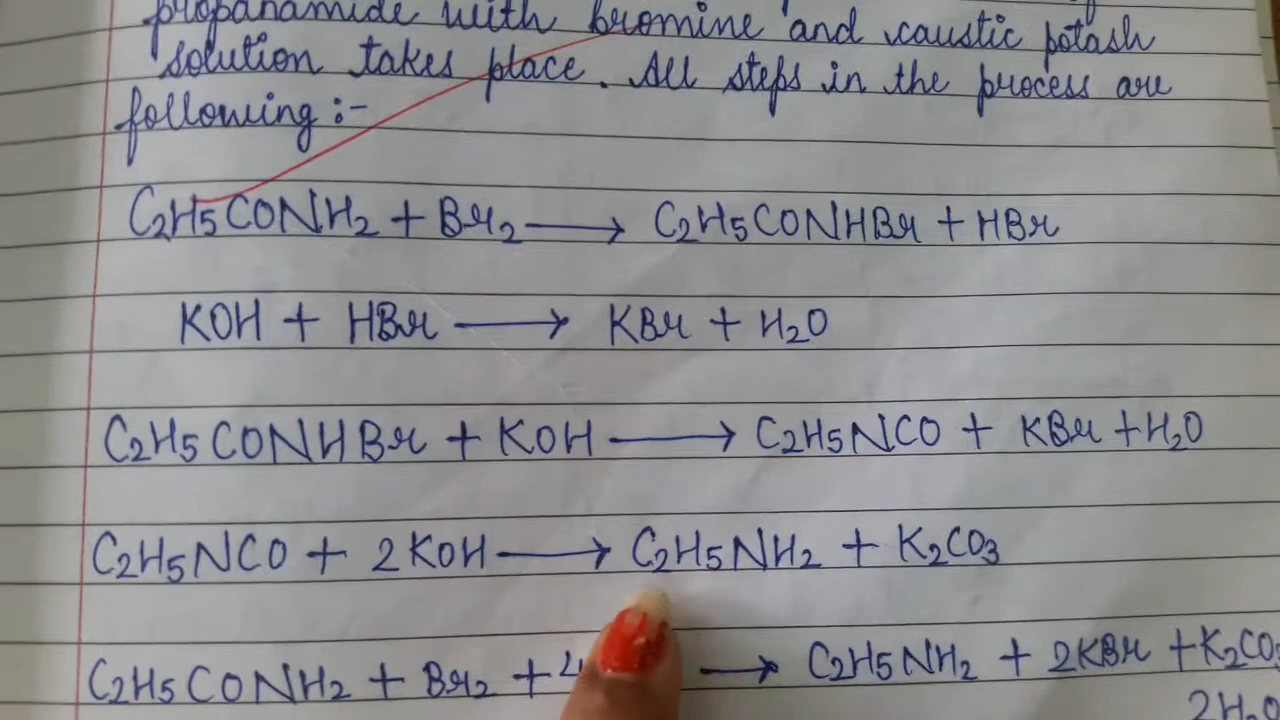 propanamide with bromine and caustic potash
solution takes place. All steps in the process are
following :-
C2H5CONH2 + Br2 ⟶ C2H5CONHBr + HBr
KOH + HBr ⟶ KBr + H2O
C2H5CONHBr + KOH ⟶ C2H5NCO + KBr + H2O
C2H5NCO + 2KOH ⟶ C2H5NH2 + K2CO3
C2H5CONH2 + Br2 + 4 ⟶ C2H5NH2 + 2KBr + K2CO3
2H2O